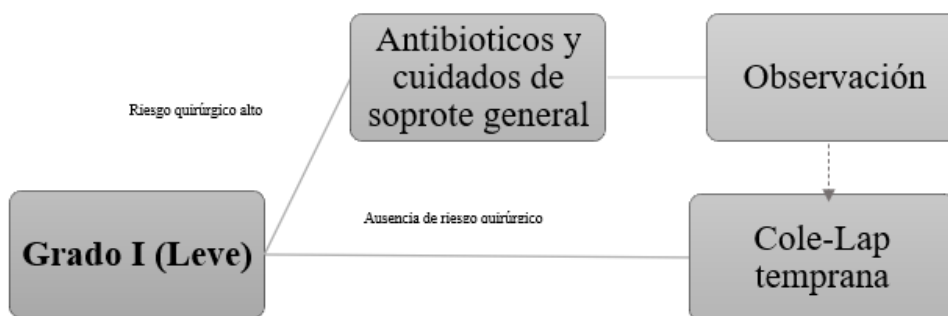 Antibioticos y
cuidados de
soprote general
Observación
Riesgo quirúrgico alto
Ausencia de riesgo quirúrgico
Grado I (Leve)
Cole-Lap
temprana